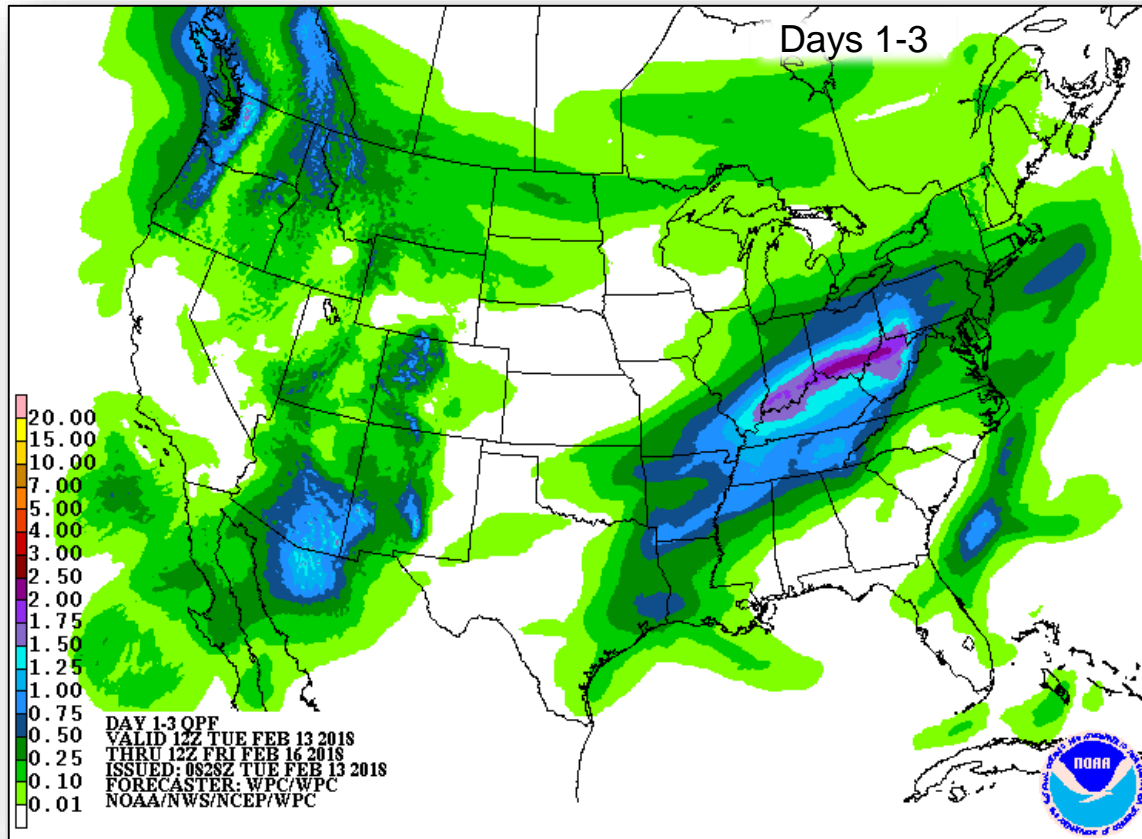 Days 1-3
20.00
15.00
10.00
7.00
5.00
4.00
3.00
2.50
2.00
1.75
1.50
1.25
1.00
0.75
0.50
0.25
0.10
0.01
DAY 1-3 QPF
VALID 12Z TUE FEB 13 2018
THRU 12Z FRI FEB 16 2018
ISSUED: 0828Z TUE FEB 13 2018
FORECASTER: WPC/WPC
NOAA/NWS/NCEP/WPC
NOAA